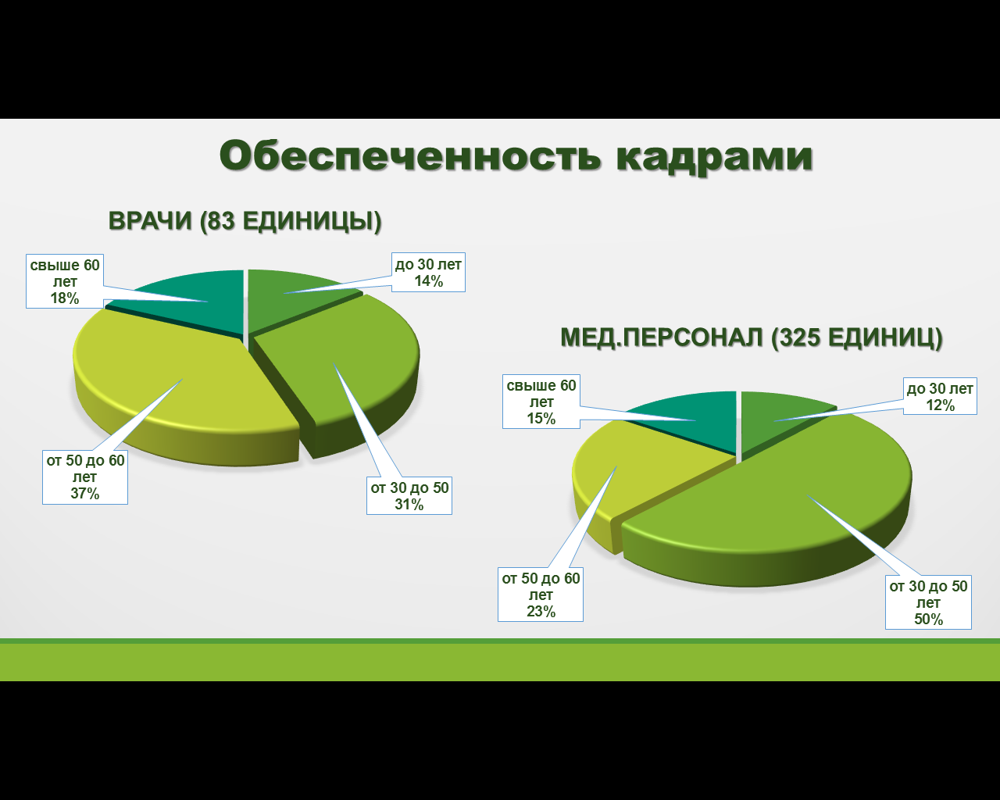 Обеспеченность кадрами
ВРАЧИ (83 ЕДИНИЦЫ)
свыше 60
лет
18%
до 30 лет
14%
от 50 до 60
лет
37%
от 30 до 50
31%
МЕД.ПЕРСОНАЛ (325 ЕДИНИЦ)
свыше 60
лет
15%
до 30 лет
12%
от 50 до 60
лет
23%
от 30 до 50
лет
50%